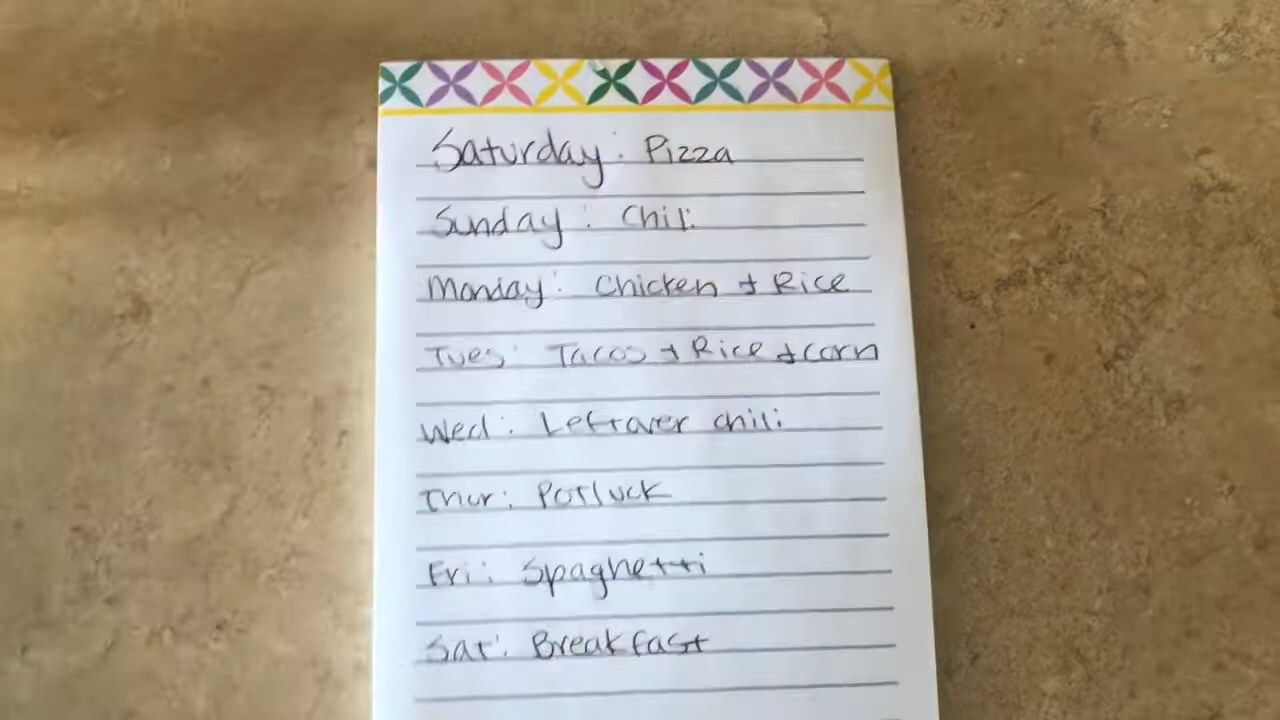 Saturday: Pizza
Sunday: Chili
Monday: Chicken + Rice
Tues: Tacos + Rice + Corn
Wed: Leftover chili
Thur: Potluck
Fri: Spaghetti
Sat: Breakfast